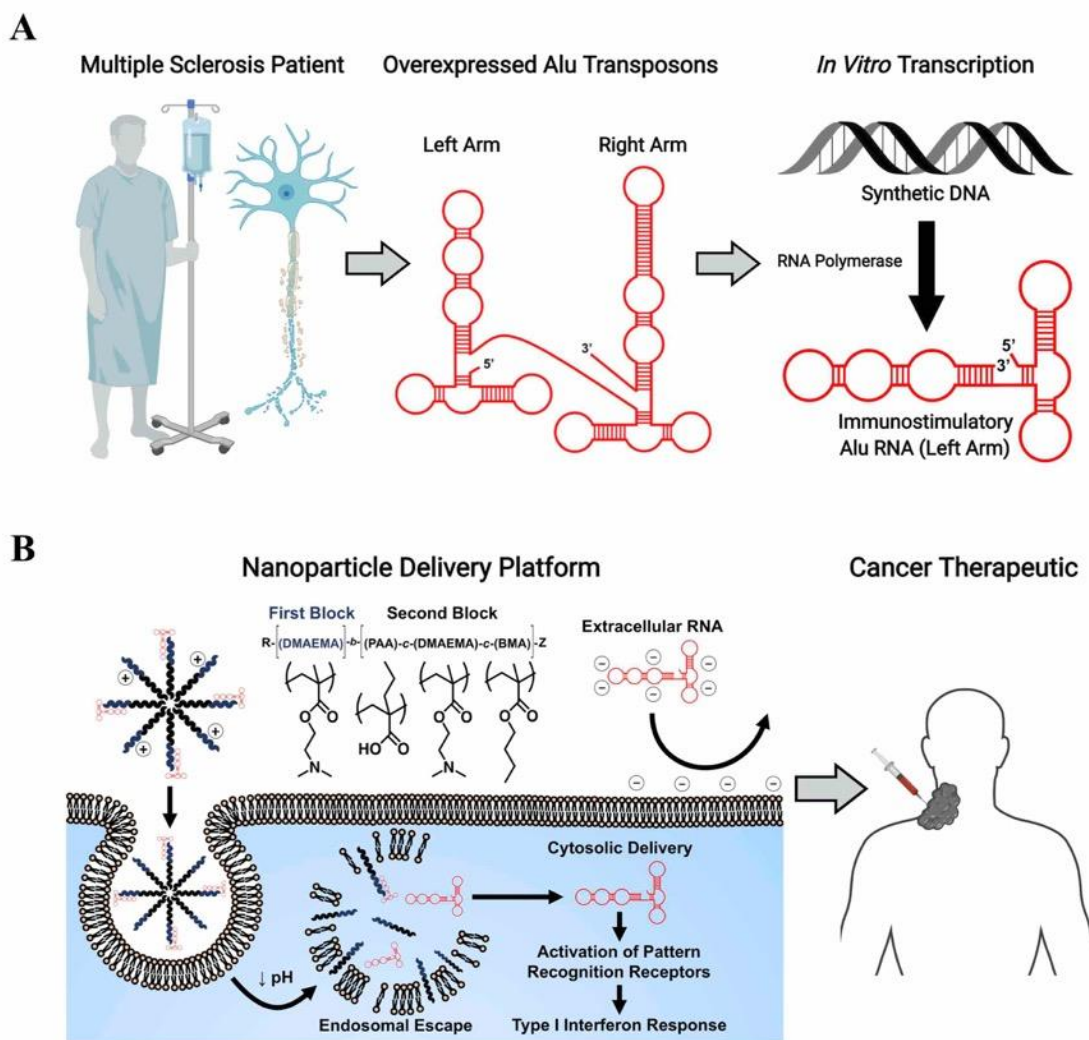 A
Multiple Sclerosis Patient
Overexpressed Alu Transposons
In Vitro Transcription
Left Arm
Right Arm
5'
3'
Synthetic DNA
RNA Polymerase
5'
3'
Immunostimulatory
Alu RNA (Left Arm)
B
Nanoparticle Delivery Platform
Cancer Therapeutic
First Block
Second Block
R-[(DMAEMA)]-b-[(PAA)-c-(DMAEMA)-c-(BMA)]-Z
O
O
N
HO
O
O
O
N
O
O
Extracellular RNA
+
+
+
+
− − − − − −
− − − −
↓ pH
Endosomal Escape
Cytosolic Delivery
Activation of Pattern
Recognition Receptors
Type I Interferon Response